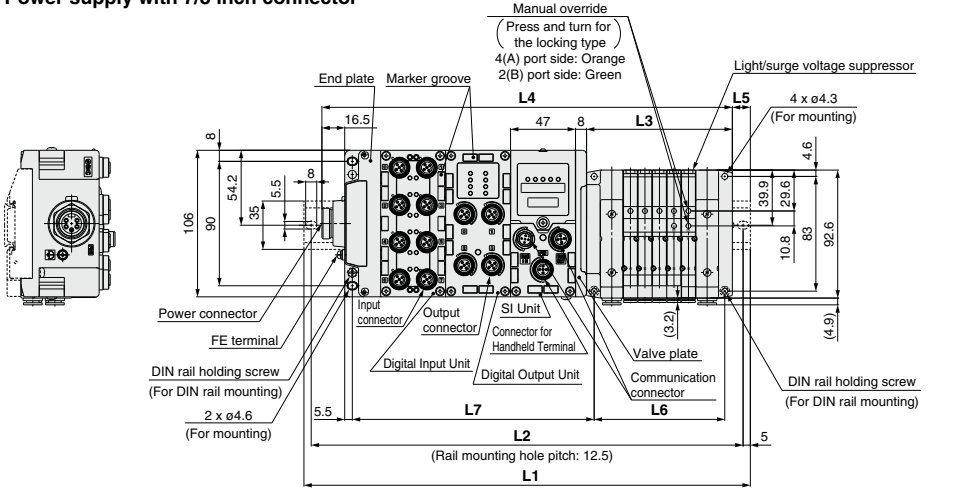 Power supply with 7/8 inch connector
Manual override
(Press and turn for
the locking type)
4(A) port side: Orange
2(B) port side: Green
Light/surge voltage suppressor
End plate
Marker groove
L4
L5
4 x ø4.3
(For mounting)
16.5
47
8
L3
8
4.6
54.2
5.5
8
35
106
90
39.9
29.6
10.8
83
92.6
(3.2)
(4.9)
Power connector
FE terminal
DIN rail holding screw
(For DIN rail mounting)
2 x ø4.6
(For mounting)
Input
connector
Output
connector
SI Unit
Connector for
Handheld Terminal
Digital Input Unit
Digital Output Unit
Valve plate
Communication
connector
DIN rail holding screw
(For DIN rail mounting)
5.5
L7
L6
L2
5
(Rail mounting hole pitch: 12.5)
L1